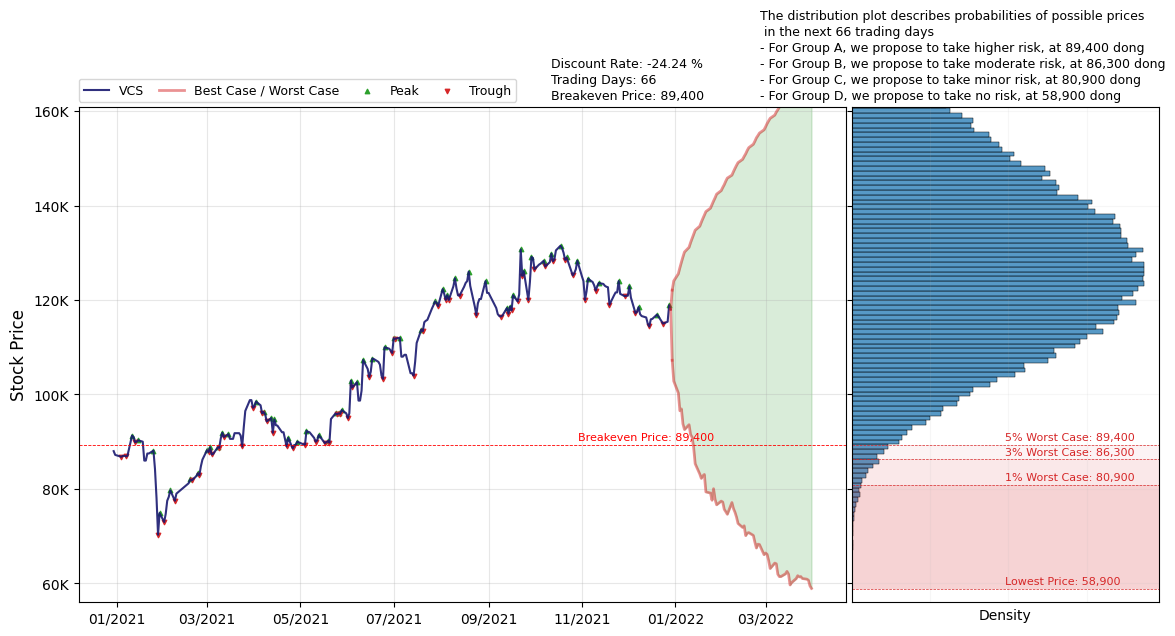 The distribution plot describes probabilities of possible prices
in the next 66 trading days
- For Group A, we propose to take higher risk, at 89,400 dong
- For Group B, we propose to take moderate risk, at 86,300 dong
- For Group C, we propose to take minor risk, at 80,900 dong
- For Group D, we propose to take no risk, at 58,900 dong
Discount Rate: -24.24 %
Trading Days: 66
Breakeven Price: 89,400
VCS
Best Case / Worst Case
Peak
Trough
160K
140K
120K
100K
80K
60K
Stock Price
Breakeven Price: 89,400
5% Worst Case: 89,400
3% Worst Case: 86,300
1% Worst Case: 80,900
Lowest Price: 58,900
01/2021
03/2021
05/2021
07/2021
09/2021
11/2021
01/2022
03/2022
Density